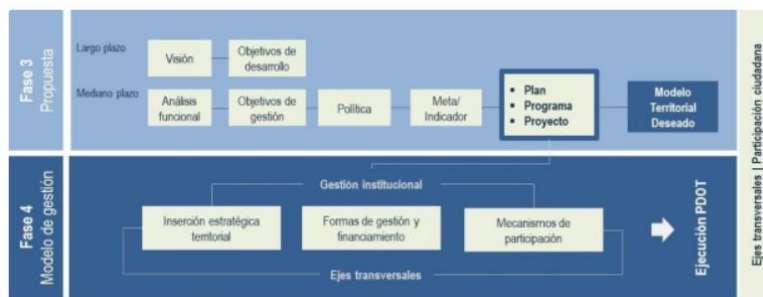 Fase 3
Propuesta
Largo plazo
Visión
Objetivos de
desarrollo
Mediano plazo
Análisis
funcional
Objetivos de
gestión
Política
Meta/
Indicador
▪ Plan
▪ Programa
▪ Proyecto
Modelo
Territorial
Deseado
Fase 4
Modelo de gestión
Gestión institucional
Inserción estratégica
territorial
Formas de gestión y
financiamiento
Mecanismos de
participación
Ejes transversales
Ejecución PDOT
Ejes transversales | Participación ciudadana